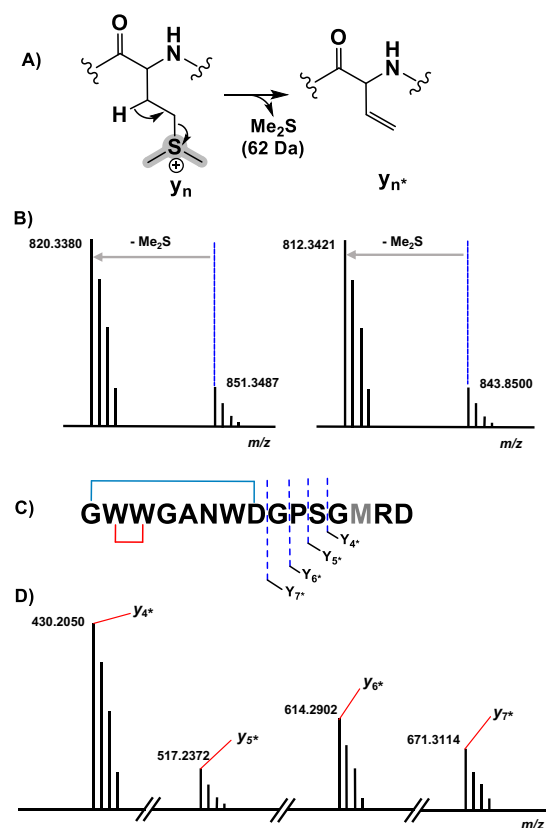 A)
O
H
N
H
S
⊕
yn
Me2S
(62 Da)
O
H
N
yn*
B)
820.3380
- Me2S
851.3487
m/z
812.3421
- Me2S
843.8500
m/z
C)
GWWGANWDGPSGMRD
Y4*
Y5*
Y6*
Y7*
D)
430.2050
y4*
517.2372
y5*
614.2902
y6*
671.3114
y7*
m/z